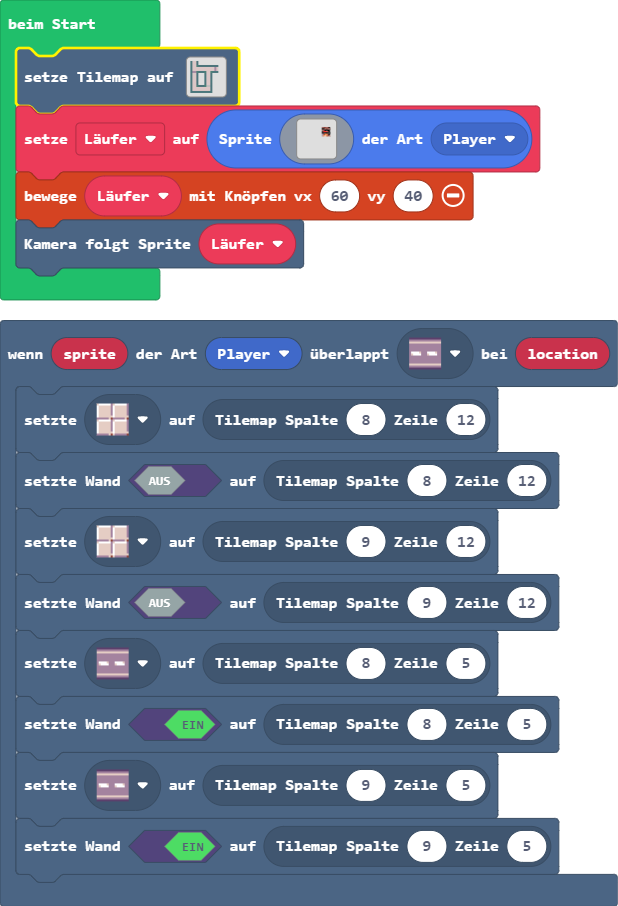 beim Start
setze Tilemap auf
setze Läufer auf Sprite der Art Player
bewege Läufer mit Knöpfen vx 60 vy 40
Kamera folgt Sprite Läufer
wenn sprite der Art Player überlappt bei location
setzte auf Tilemap Spalte 8 Zeile 12
setzte Wand AUS auf Tilemap Spalte 8 Zeile 12
setzte auf Tilemap Spalte 9 Zeile 12
setzte Wand AUS auf Tilemap Spalte 9 Zeile 12
setzte auf Tilemap Spalte 8 Zeile 5
setzte Wand EIN auf Tilemap Spalte 8 Zeile 5
setzte auf Tilemap Spalte 9 Zeile 5
setzte Wand EIN auf Tilemap Spalte 9 Zeile 5